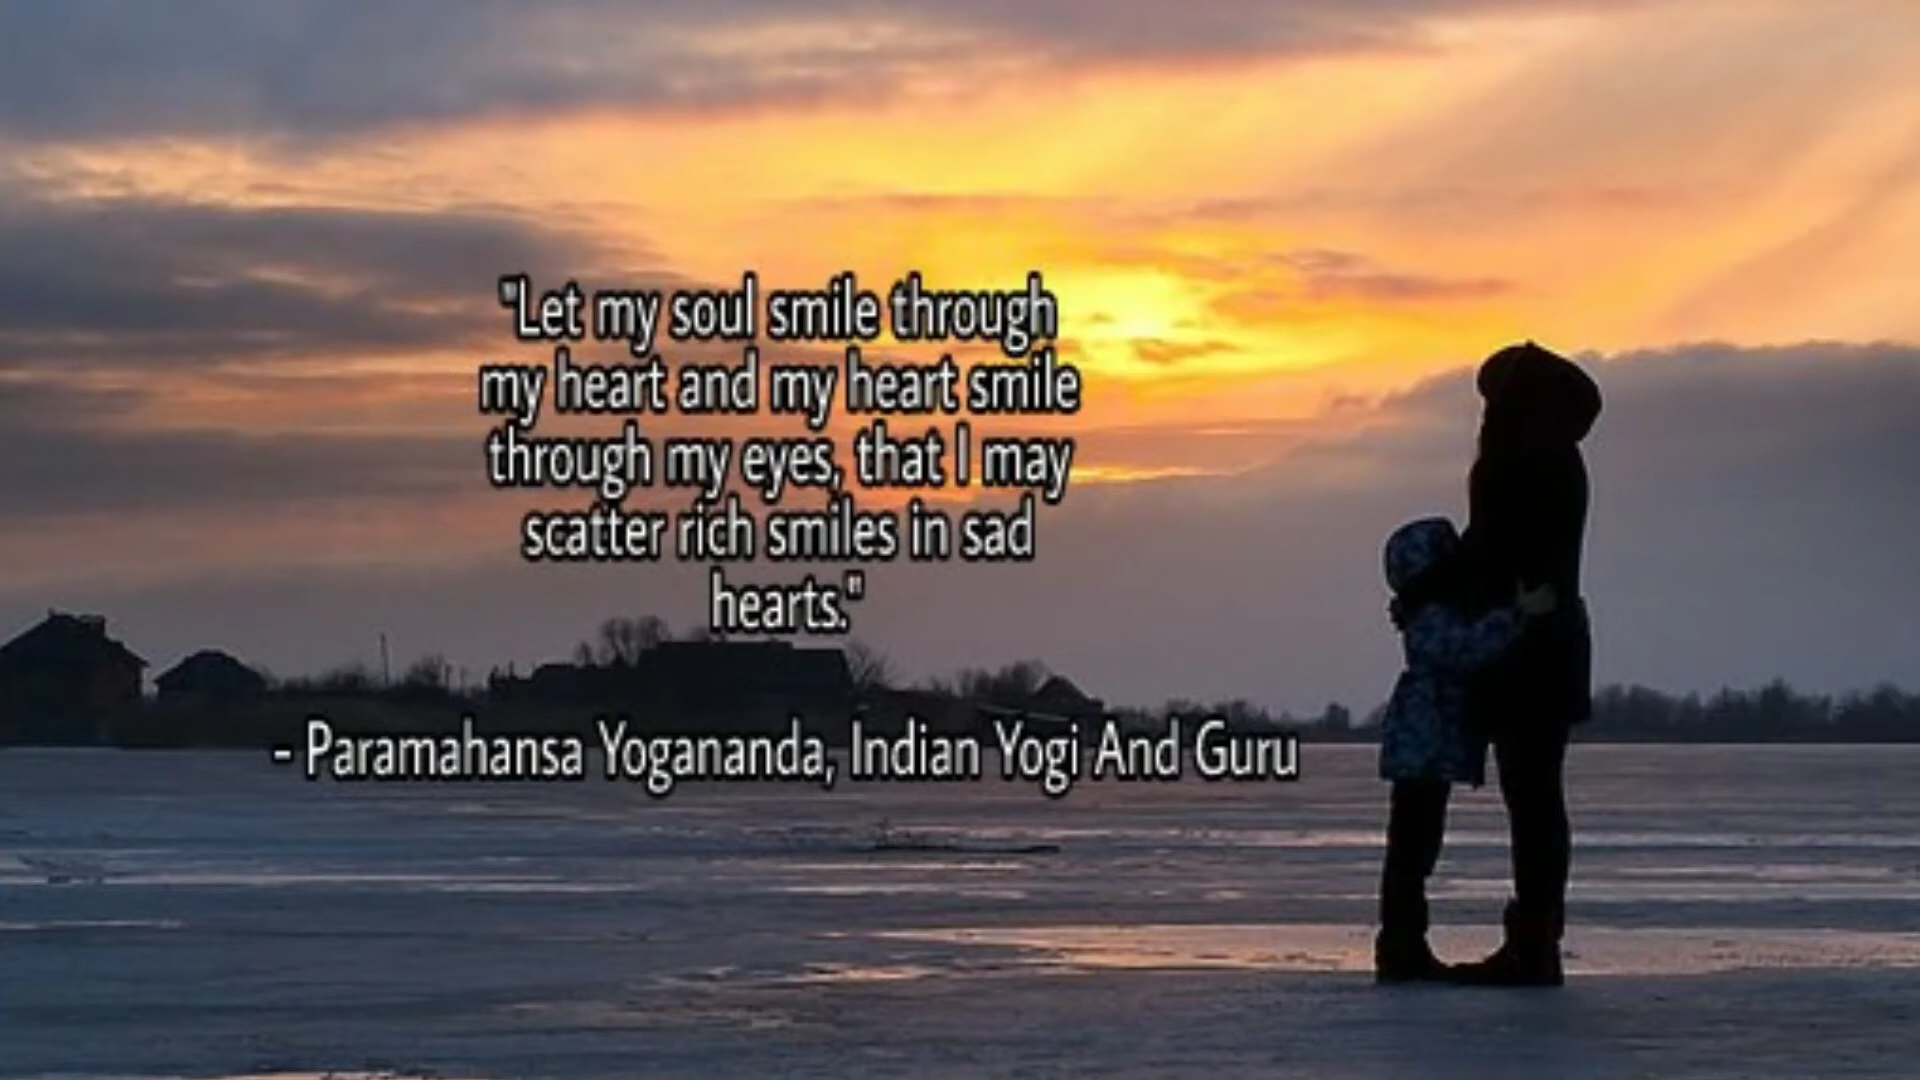 "Let my soul smile through
my heart and my heart smile
through my eyes, that I may
scatter rich smiles in sad
hearts."
- Paramahansa Yogananda, Indian Yogi And Guru